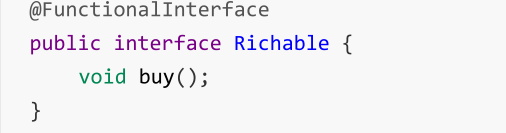 @FunctionalInterface
public interface Richable {
    void buy();
}